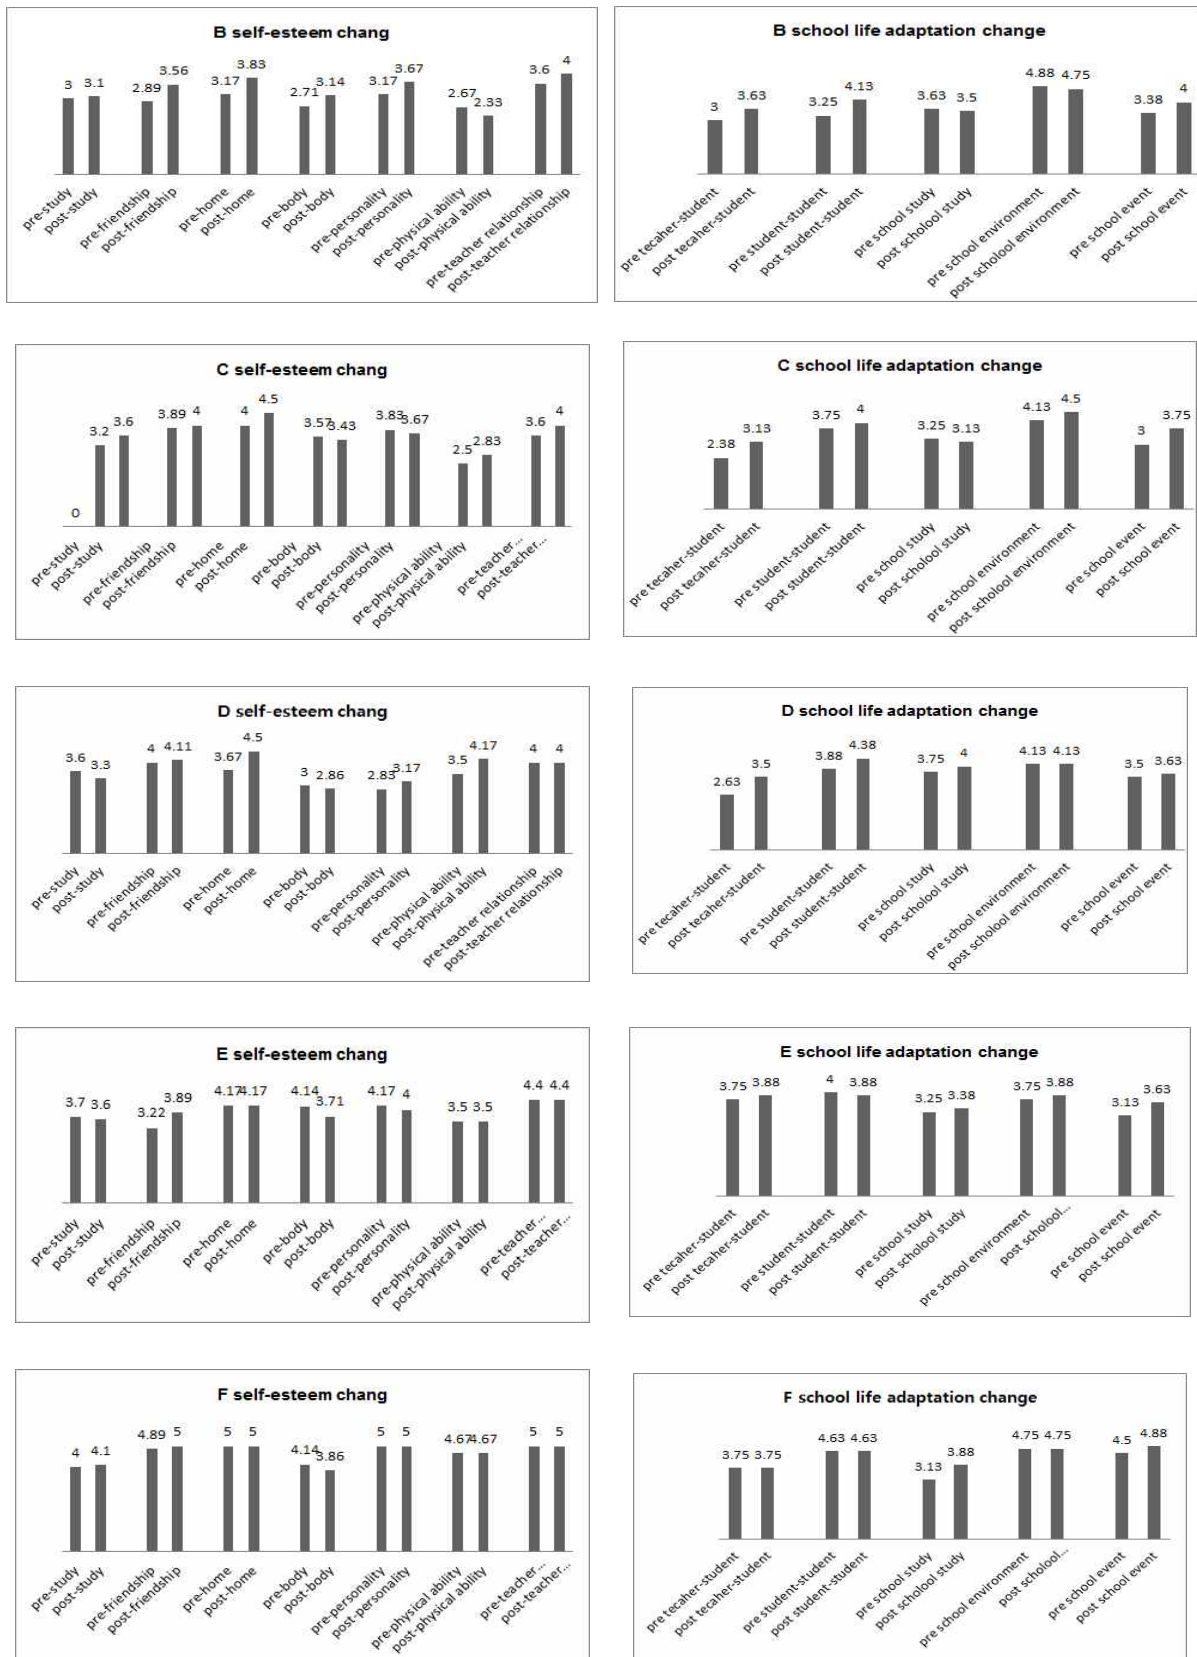 B self-esteem chang
3 3.1 2.89 3.56 3.17 3.83 2.71 3.14 3.17 3.67 2.67 2.33 3.6 4
pre-study
post-study
pre-friendship
post-friendship
pre-home
post-home
pre-body
post-body
pre-personality
post-personality
pre-physical ability
post-physical ability
pre-teacher relationship
post-teacher relationship
B school life adaptation change
3 3.63 3.25 4.13 3.63 3.5 4.88 4.75 3.38 4
pre tecaher-student
post tecaher-student
pre student-student
post student-student
pre school study
post scholool study
pre school environment
post scholool environment
pre school event
post school event
C self-esteem chang
0 3.2 3.6 3.89 4 4 4.5 3.57 3.43 3.83 3.67 2.5 2.83 3.6 4
pre-study
post-study
pre-friendship
post-friendship
pre-home
post-home
pre-body
post-body
pre-personality
post-personality
pre-physical ability
post-physical ability
pre-teacher...
post-teacher...
C school life adaptation change
2.38 3.13 3.75 4 3.25 3.13 4.13 4.5 3 3.75
pre tecaher-student
post tecaher-student
pre student-student
post student-student
pre school study
post scholool study
pre school environment
post scholool environment
pre school event
post school event
D self-esteem chang
3.6 3.3 4 4.11 3.67 4.5 3 2.86 2.83 3.17 3.5 4.17 4 4
pre-study
post-study
pre-friendship
post-friendship
pre-home
post-home
pre-body
post-body
pre-personality
post-personality
pre-physical ability
post-physical ability
pre-teacher relationship
post-teacher relationship
D school life adaptation change
2.63 3.5 3.88 4.38 3.75 4 4.13 4.13 3.5 3.63
pre tecaher-student
post tecaher-student
pre student-student
post student-student
pre school study
post scholool study
pre school environment
post scholool environment
pre school event
post school event
E self-esteem chang
3.7 3.6 3.22 3.89 4.17 4.17 4.14 3.71 4.17 4 3.5 3.5 4.4 4.4
pre-study
post-study
pre-friendship
post-friendship
pre-home
post-home
pre-body
post-body
pre-personality
post-personality
pre-physical ability
post-physical ability
pre-teacher...
post-teacher...
E school life adaptation change
3.75 3.88 4 3.88 3.25 3.38 3.75 3.88 3.13 3.63
pre tecaher-student
post tecaher-student
pre student-student
post student-student
pre school study
post scholool study
pre school environment
post scholool...
pre school event
post school event
F self-esteem chang
4 4.1 4.89 5 5 5 4.14 3.86 5 5 4.67 4.67 5 5
pre-study
post-study
pre-friendship
post-friendship
pre-home
post-home
pre-body
post-body
pre-personality
post-personality
pre-physical ability
post-physical ability
pre-teacher...
post-teacher...
F school life adaptation change
3.75 3.75 4.63 4.63 3.13 3.88 4.75 4.75 4.5 4.88
pre tecaher-student
post tecaher-student
pre student-student
post student-student
pre school study
post scholool study
pre school environment
post scholool...
pre school event
post school event